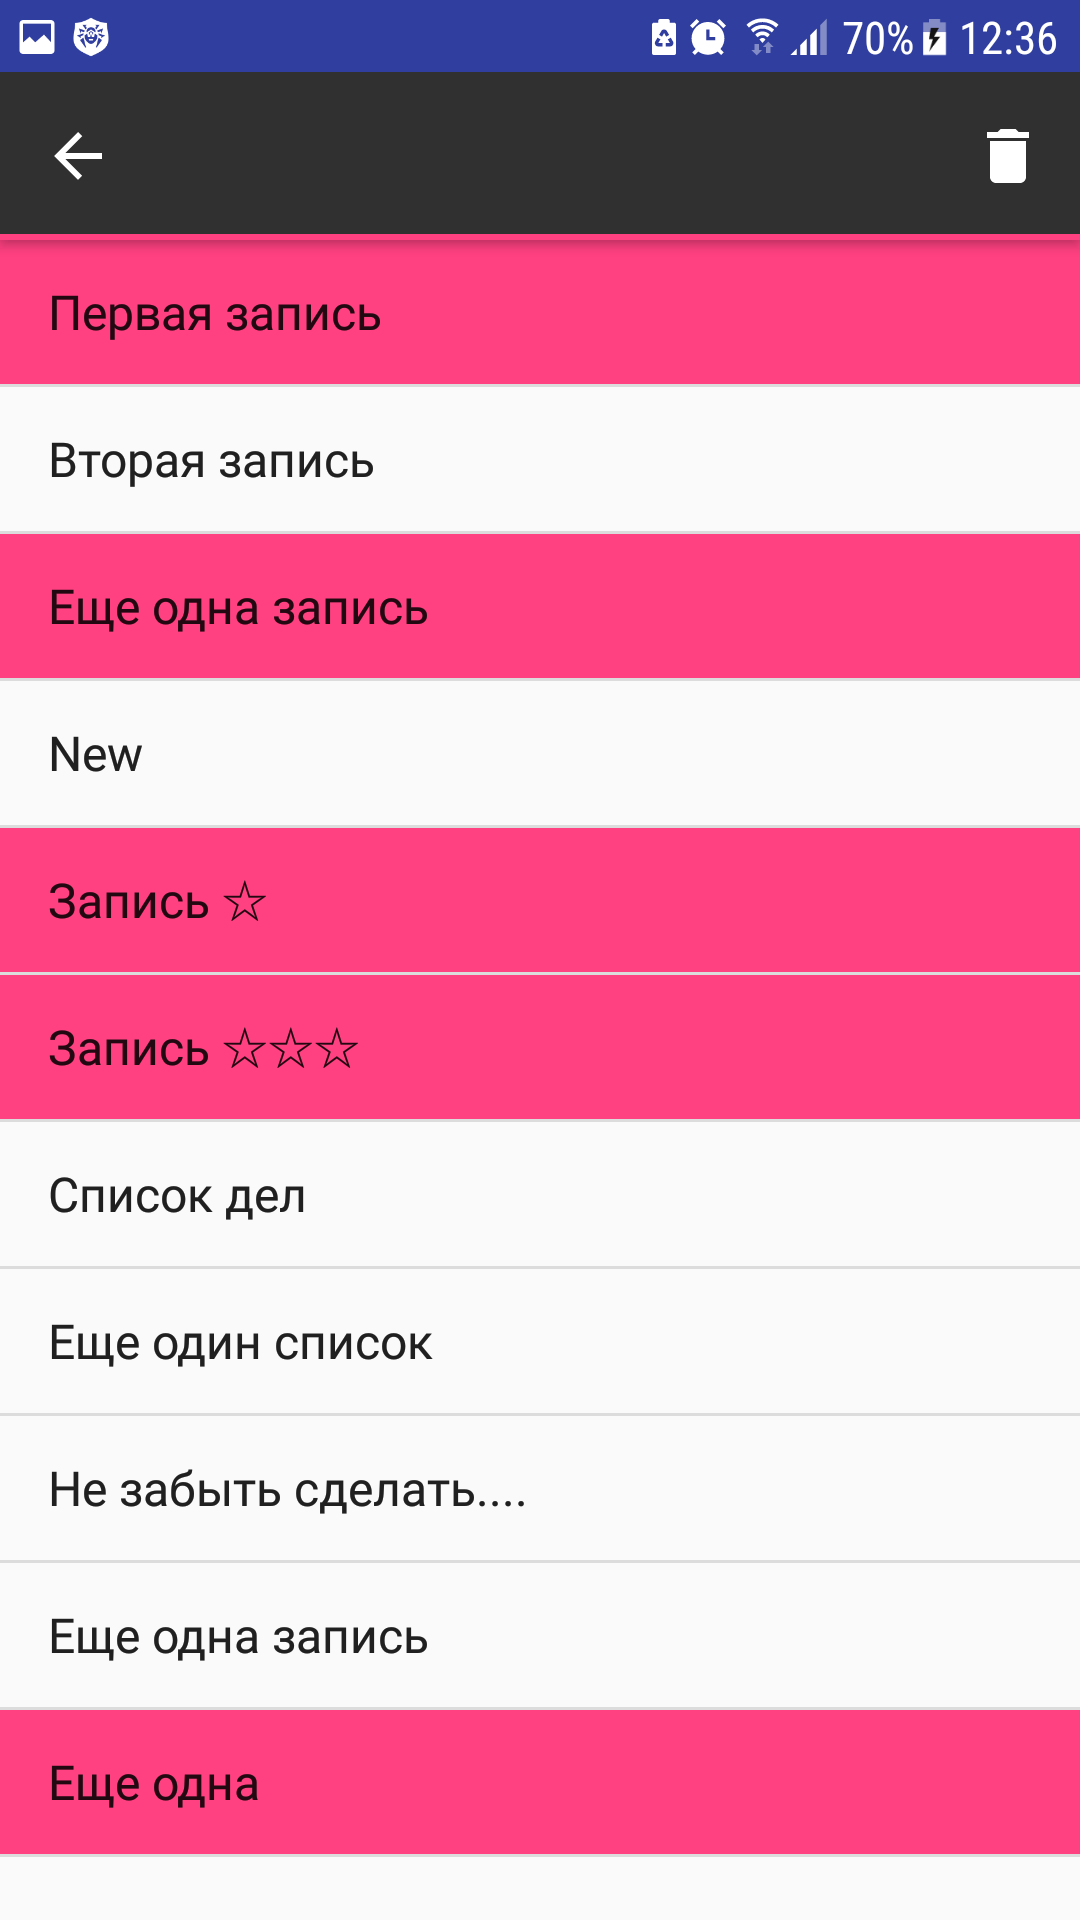 70% 12:36
Первая запись
Вторая запись
Еще одна запись
New
Запись ☆
Запись ☆☆☆
Список дел
Еще один список
Не забыть сделать....
Еще одна запись
Еще одна